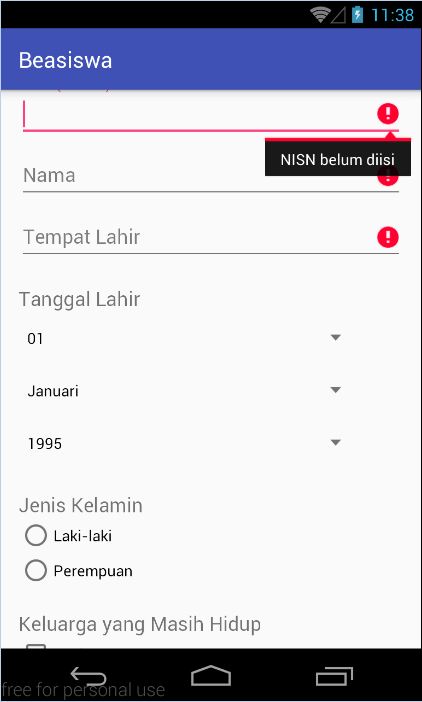 11:38
Beasiswa
NISN belum diisi
Nama
Tempat Lahir
Tanggal Lahir
01
Januari
1995
Jenis Kelamin
Laki-laki
Perempuan
Keluarga yang Masih Hidup
free for personal use